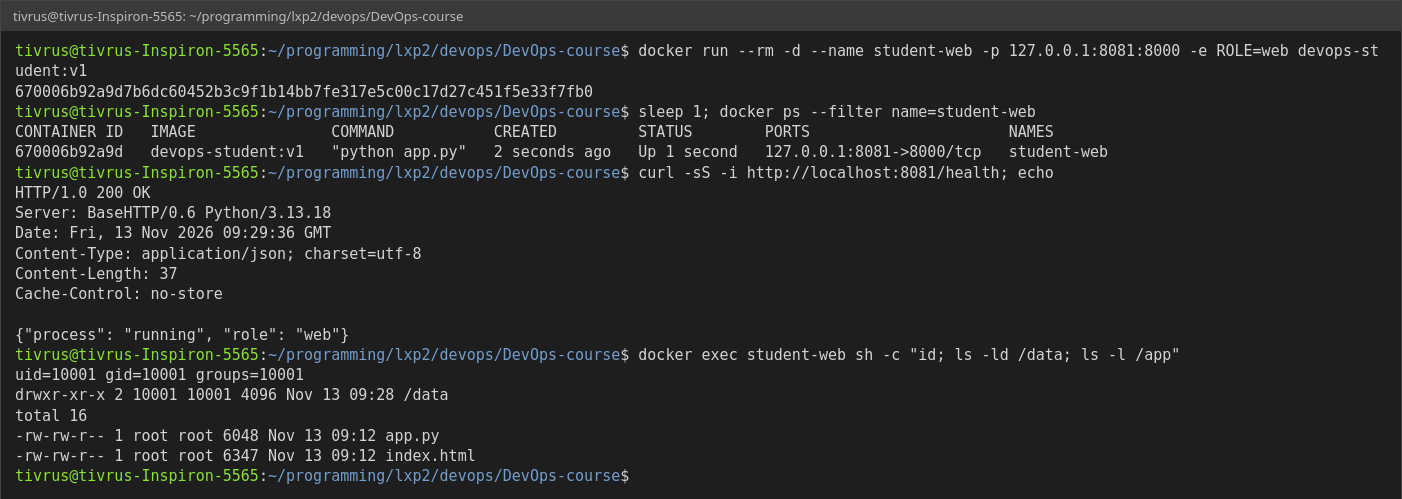 tivrus@tivrus-Inspiron-5565: ~/programming/lxp2/devops/DevOps-course
tivrus@tivrus-Inspiron-5565:~/programming/lxp2/devops/DevOps-course$ docker run --rm -d --name student-web -p 127.0.0.1:8081:8000 -e ROLE=web devops-st
udent:v1
670006b92a9d7b6dc60452b3c9f1b14bb7fe317e5c00c17d27c451f5e33f7fb0
tivrus@tivrus-Inspiron-5565:~/programming/lxp2/devops/DevOps-course$ sleep 1; docker ps --filter name=student-web
CONTAINER ID   IMAGE               COMMAND          CREATED         STATUS        PORTS                      NAMES
670006b92a9d   devops-student:v1   "python app.py"   2 seconds ago   Up 1 second   127.0.0.1:8081->8000/tcp   student-web
tivrus@tivrus-Inspiron-5565:~/programming/lxp2/devops/DevOps-course$ curl -sS -i http://localhost:8081/health; echo
HTTP/1.0 200 OK
Server: BaseHTTP/0.6 Python/3.13.18
Date: Fri, 13 Nov 2026 09:29:36 GMT
Content-Type: application/json; charset=utf-8
Content-Length: 37
Cache-Control: no-store

{"process": "running", "role": "web"}
tivrus@tivrus-Inspiron-5565:~/programming/lxp2/devops/DevOps-course$ docker exec student-web sh -c "id; ls -ld /data; ls -l /app"
uid=10001 gid=10001 groups=10001
drwxr-xr-x 2 10001 10001 4096 Nov 13 09:28 /data
total 16
-rw-rw-r-- 1 root root 6048 Nov 13 09:12 app.py
-rw-rw-r-- 1 root root 6347 Nov 13 09:12 index.html
tivrus@tivrus-Inspiron-5565:~/programming/lxp2/devops/DevOps-course$